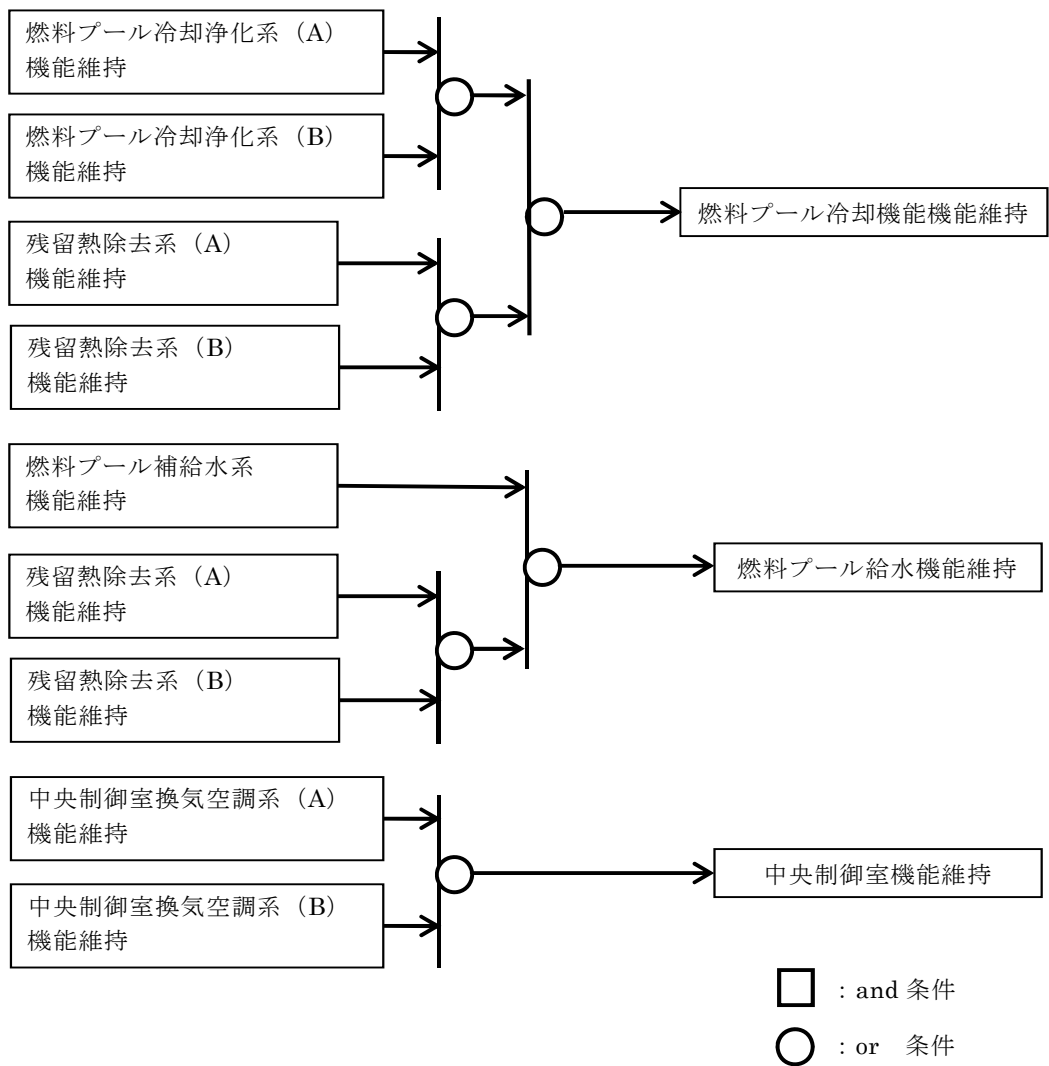 燃料プール冷却浄化系（A）
機能維持
燃料プール冷却浄化系（B）
機能維持
残留熱除去系（A）
機能維持
残留熱除去系（B）
機能維持
燃料プール冷却機能機能維持
燃料プール補給水系
機能維持
残留熱除去系（A）
機能維持
残留熱除去系（B）
機能維持
燃料プール給水機能維持
中央制御室換気空調系（A）
機能維持
中央制御室換気空調系（B）
機能維持
中央制御室機能維持
：and 条件
：or　条件